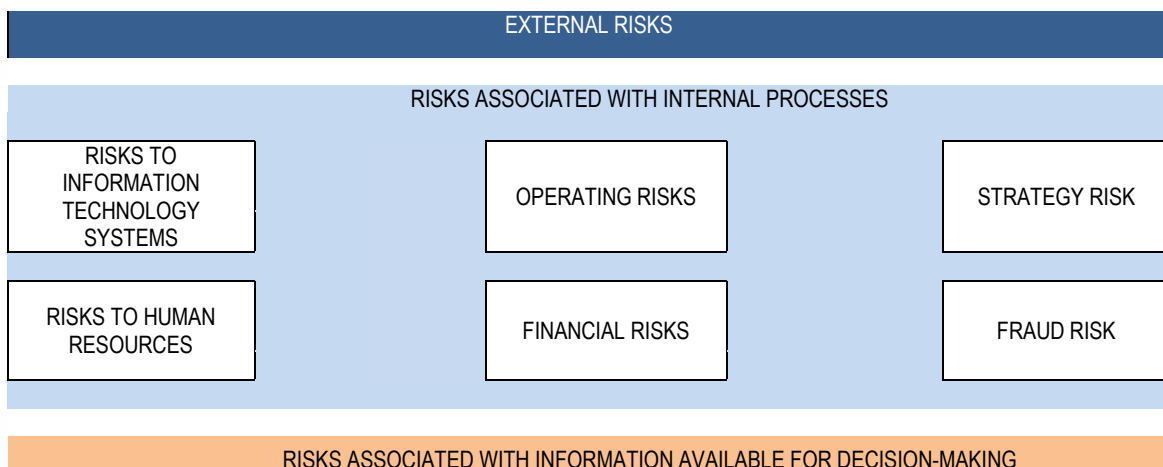 EXTERNAL RISKS
RISKS ASSOCIATED WITH INTERNAL PROCESSES
RISKS TO
INFORMATION
TECHNOLOGY
SYSTEMS
OPERATING RISKS
STRATEGY RISK
RISKS TO HUMAN
RESOURCES
FINANCIAL RISKS
FRAUD RISK
RISKS ASSOCIATED WITH INFORMATION AVAILABLE FOR DECISION-MAKING